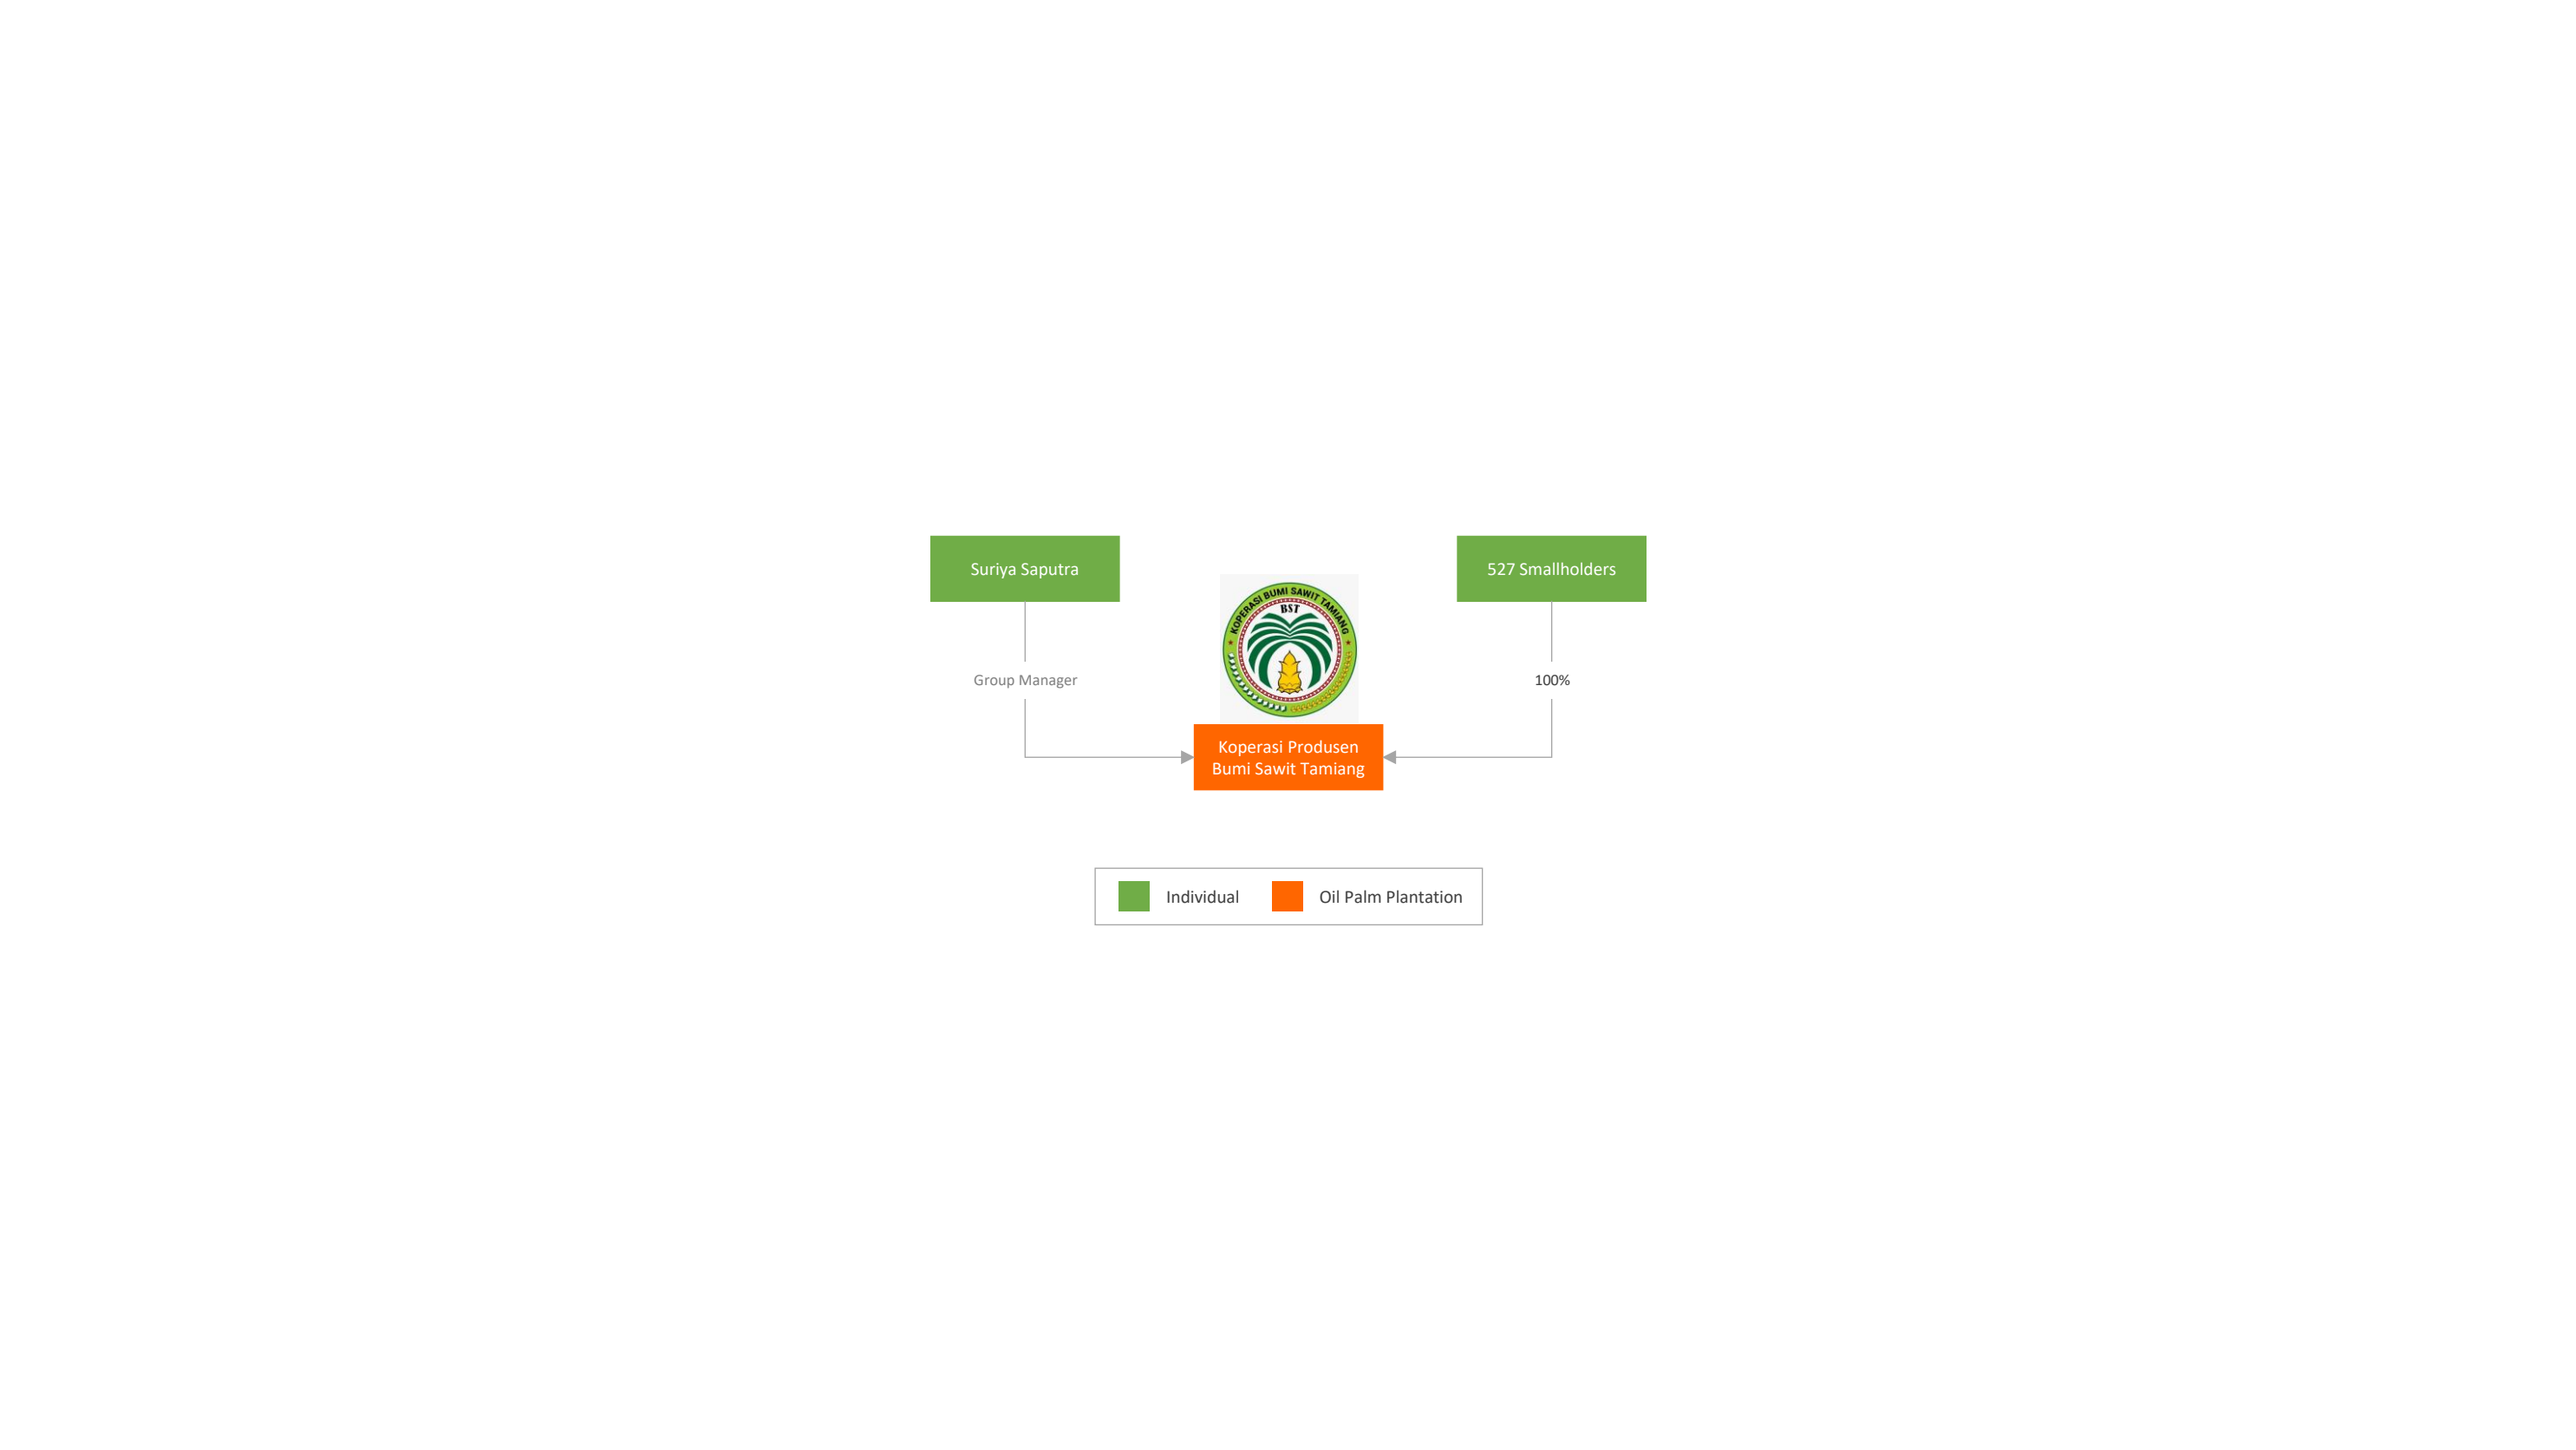 Suriya Saputra
527 Smallholders
KOPERASI BUMI SAWIT TAMIANG
BST
Group Manager
100%
Koperasi Produsen
Bumi Sawit Tamiang
Individual
Oil Palm Plantation